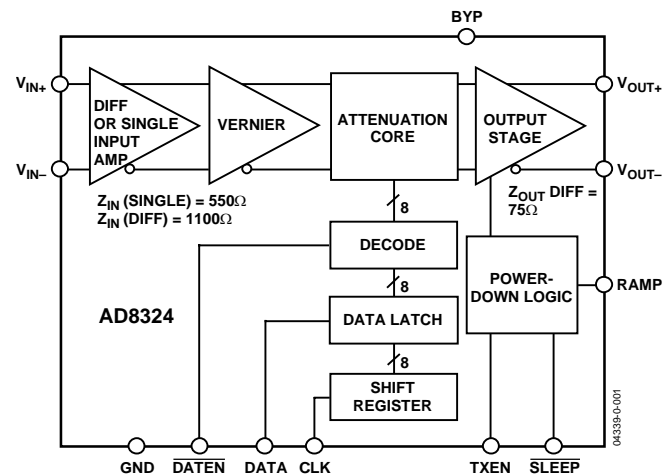 BYP
VIN+
VOUT+
DIFF
OR SINGLE
INPUT
AMP
VERNIER
ATTENUATION
CORE
OUTPUT
STAGE
VIN–
VOUT–
ZIN (SINGLE) = 550Ω
ZIN (DIFF) = 1100Ω
ZOUT DIFF =
75Ω
8
DECODE
8
POWER-
DOWN LOGIC
RAMP
AD8324
DATA LATCH
8
SHIFT
REGISTER
04339-0-001
GND
DATEN
DATA
CLK
TXEN
SLEEP